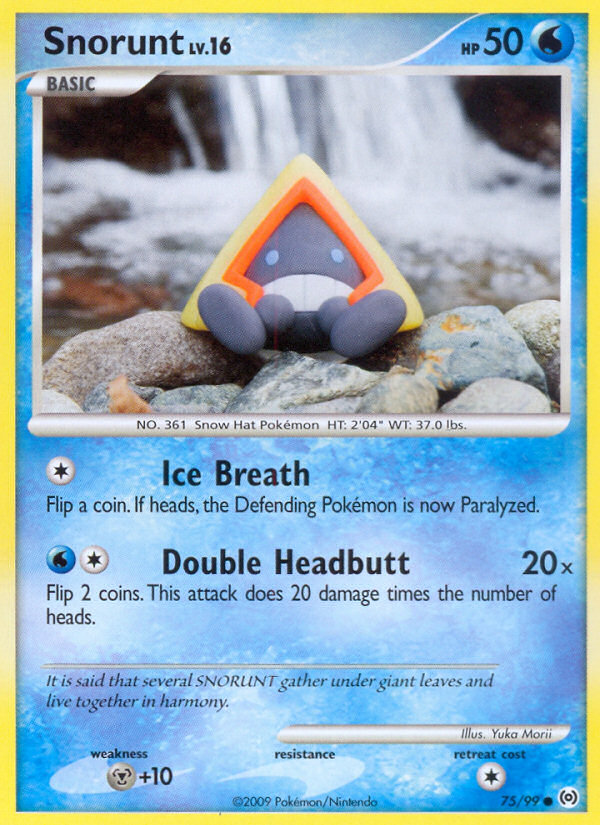 Snorunt LV.16
HP 50
BASIC
NO. 361 Snow Hat Pokémon HT: 2'04" WT: 37.0 lbs.
Ice Breath
Flip a coin. If heads, the Defending Pokémon is now Paralyzed.
Double Headbutt 20x
Flip 2 coins. This attack does 20 damage times the number of
heads.
It is said that several SNORUNT gather under giant leaves and
live together in harmony.
Illus. Yuka Morii
weakness resistance retreat cost
+10
©2009 Pokémon/Nintendo
75/99